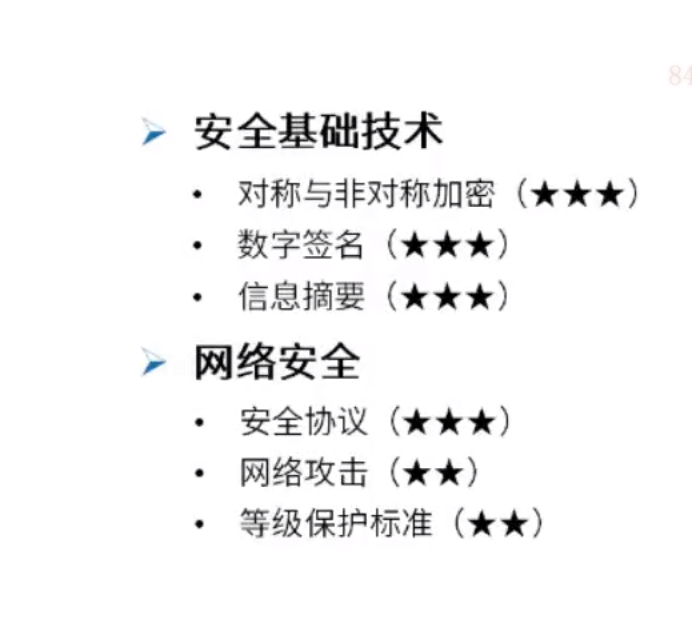 84
安全基础技术
对称与非对称加密（★★★）
数字签名（★★★）
信息摘要（★★★）
网络安全
安全协议（★★★）
网络攻击（★★）
等级保护标准（★★）